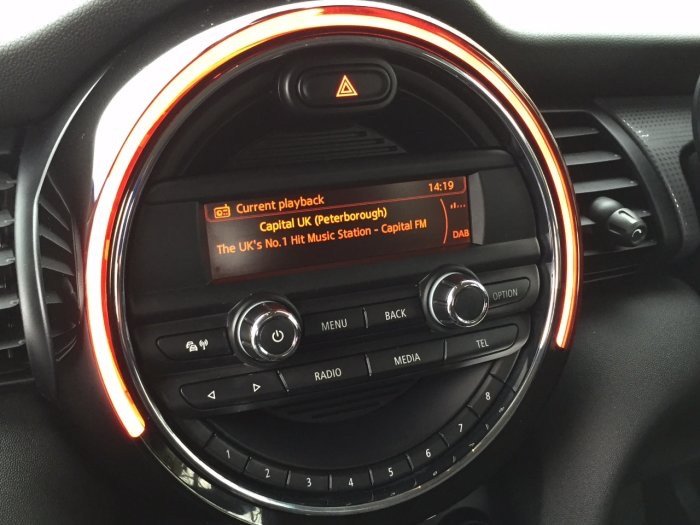 14:19
Current playback
Capital UK (Peterborough)
The UK's No.1 Hit Music Station - Capital FM
DAB
MENU
BACK
OPTION
RADIO
MEDIA
TEL
1 2 3 4 5 6 7 8